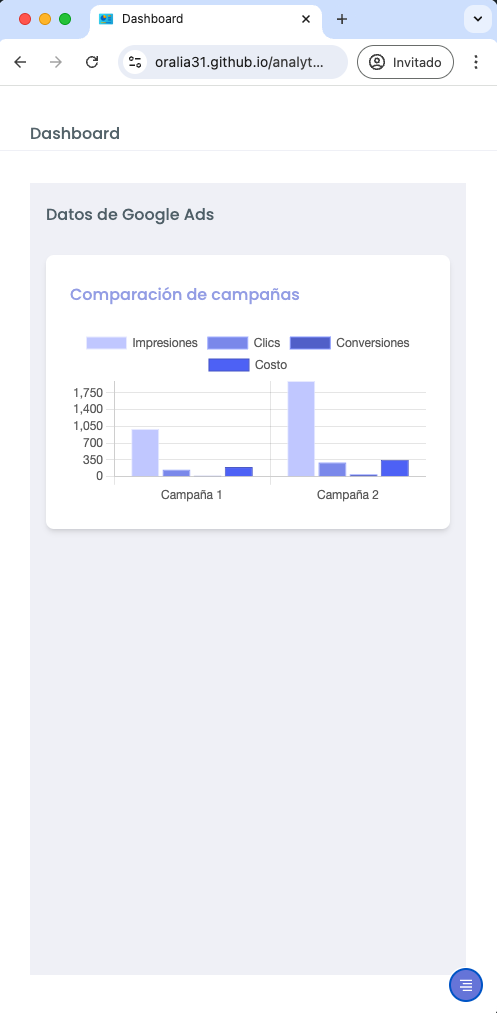 Dashboard
oralia31.github.io/analyt...
Invitado
Dashboard
Datos de Google Ads
Comparación de campañas
Impresiones Clics Conversiones
Costo
1,750
1,400
1,050
700
350
0
Campaña 1 Campaña 2